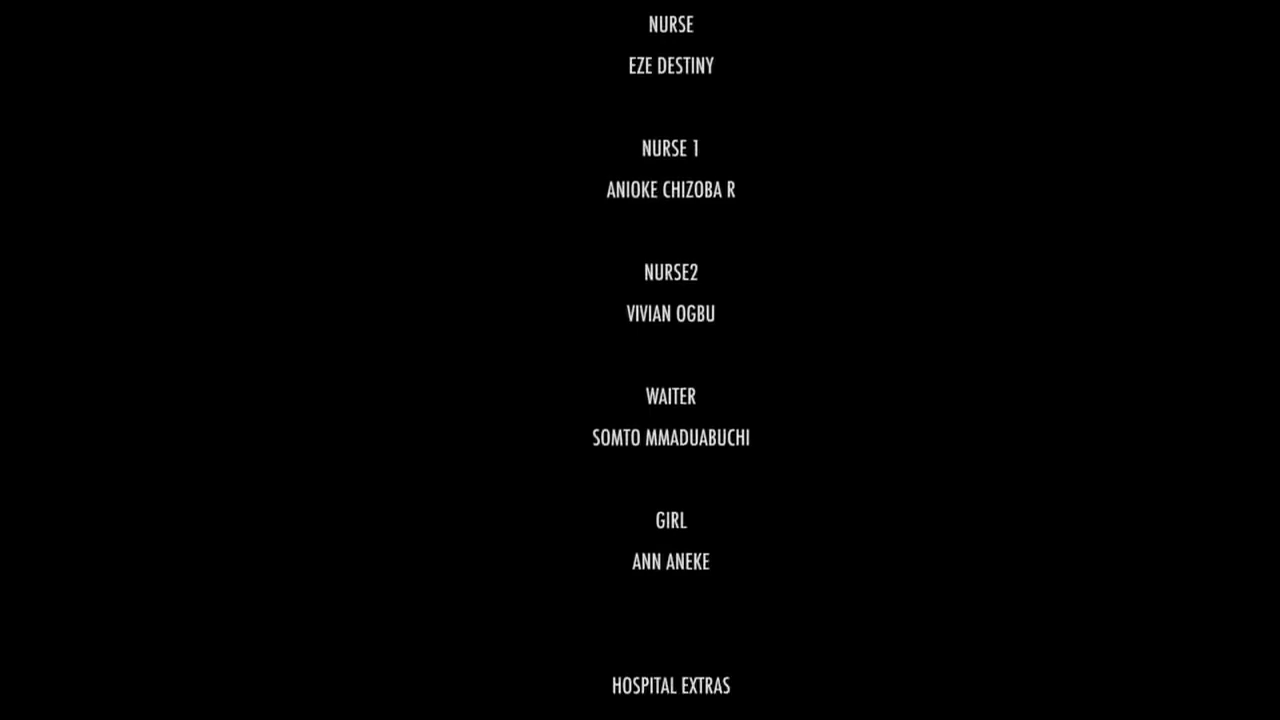 NURSE
EZE DESTINY
NURSE 1
ANIOKE CHIZOBA R
NURSE2
VIVIAN OGBU
WAITER
SOMTO MMADUABUCHI
GIRL
ANN ANEKE
HOSPITAL EXTRAS